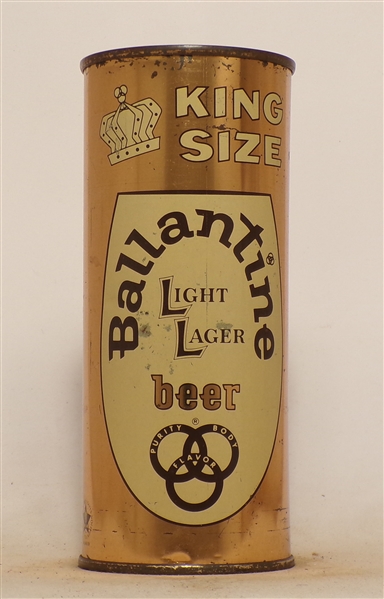 KING
SIZE
Ballantine
LIGHT
LAGER
beer
®
PURITY BODY
FLAVOR